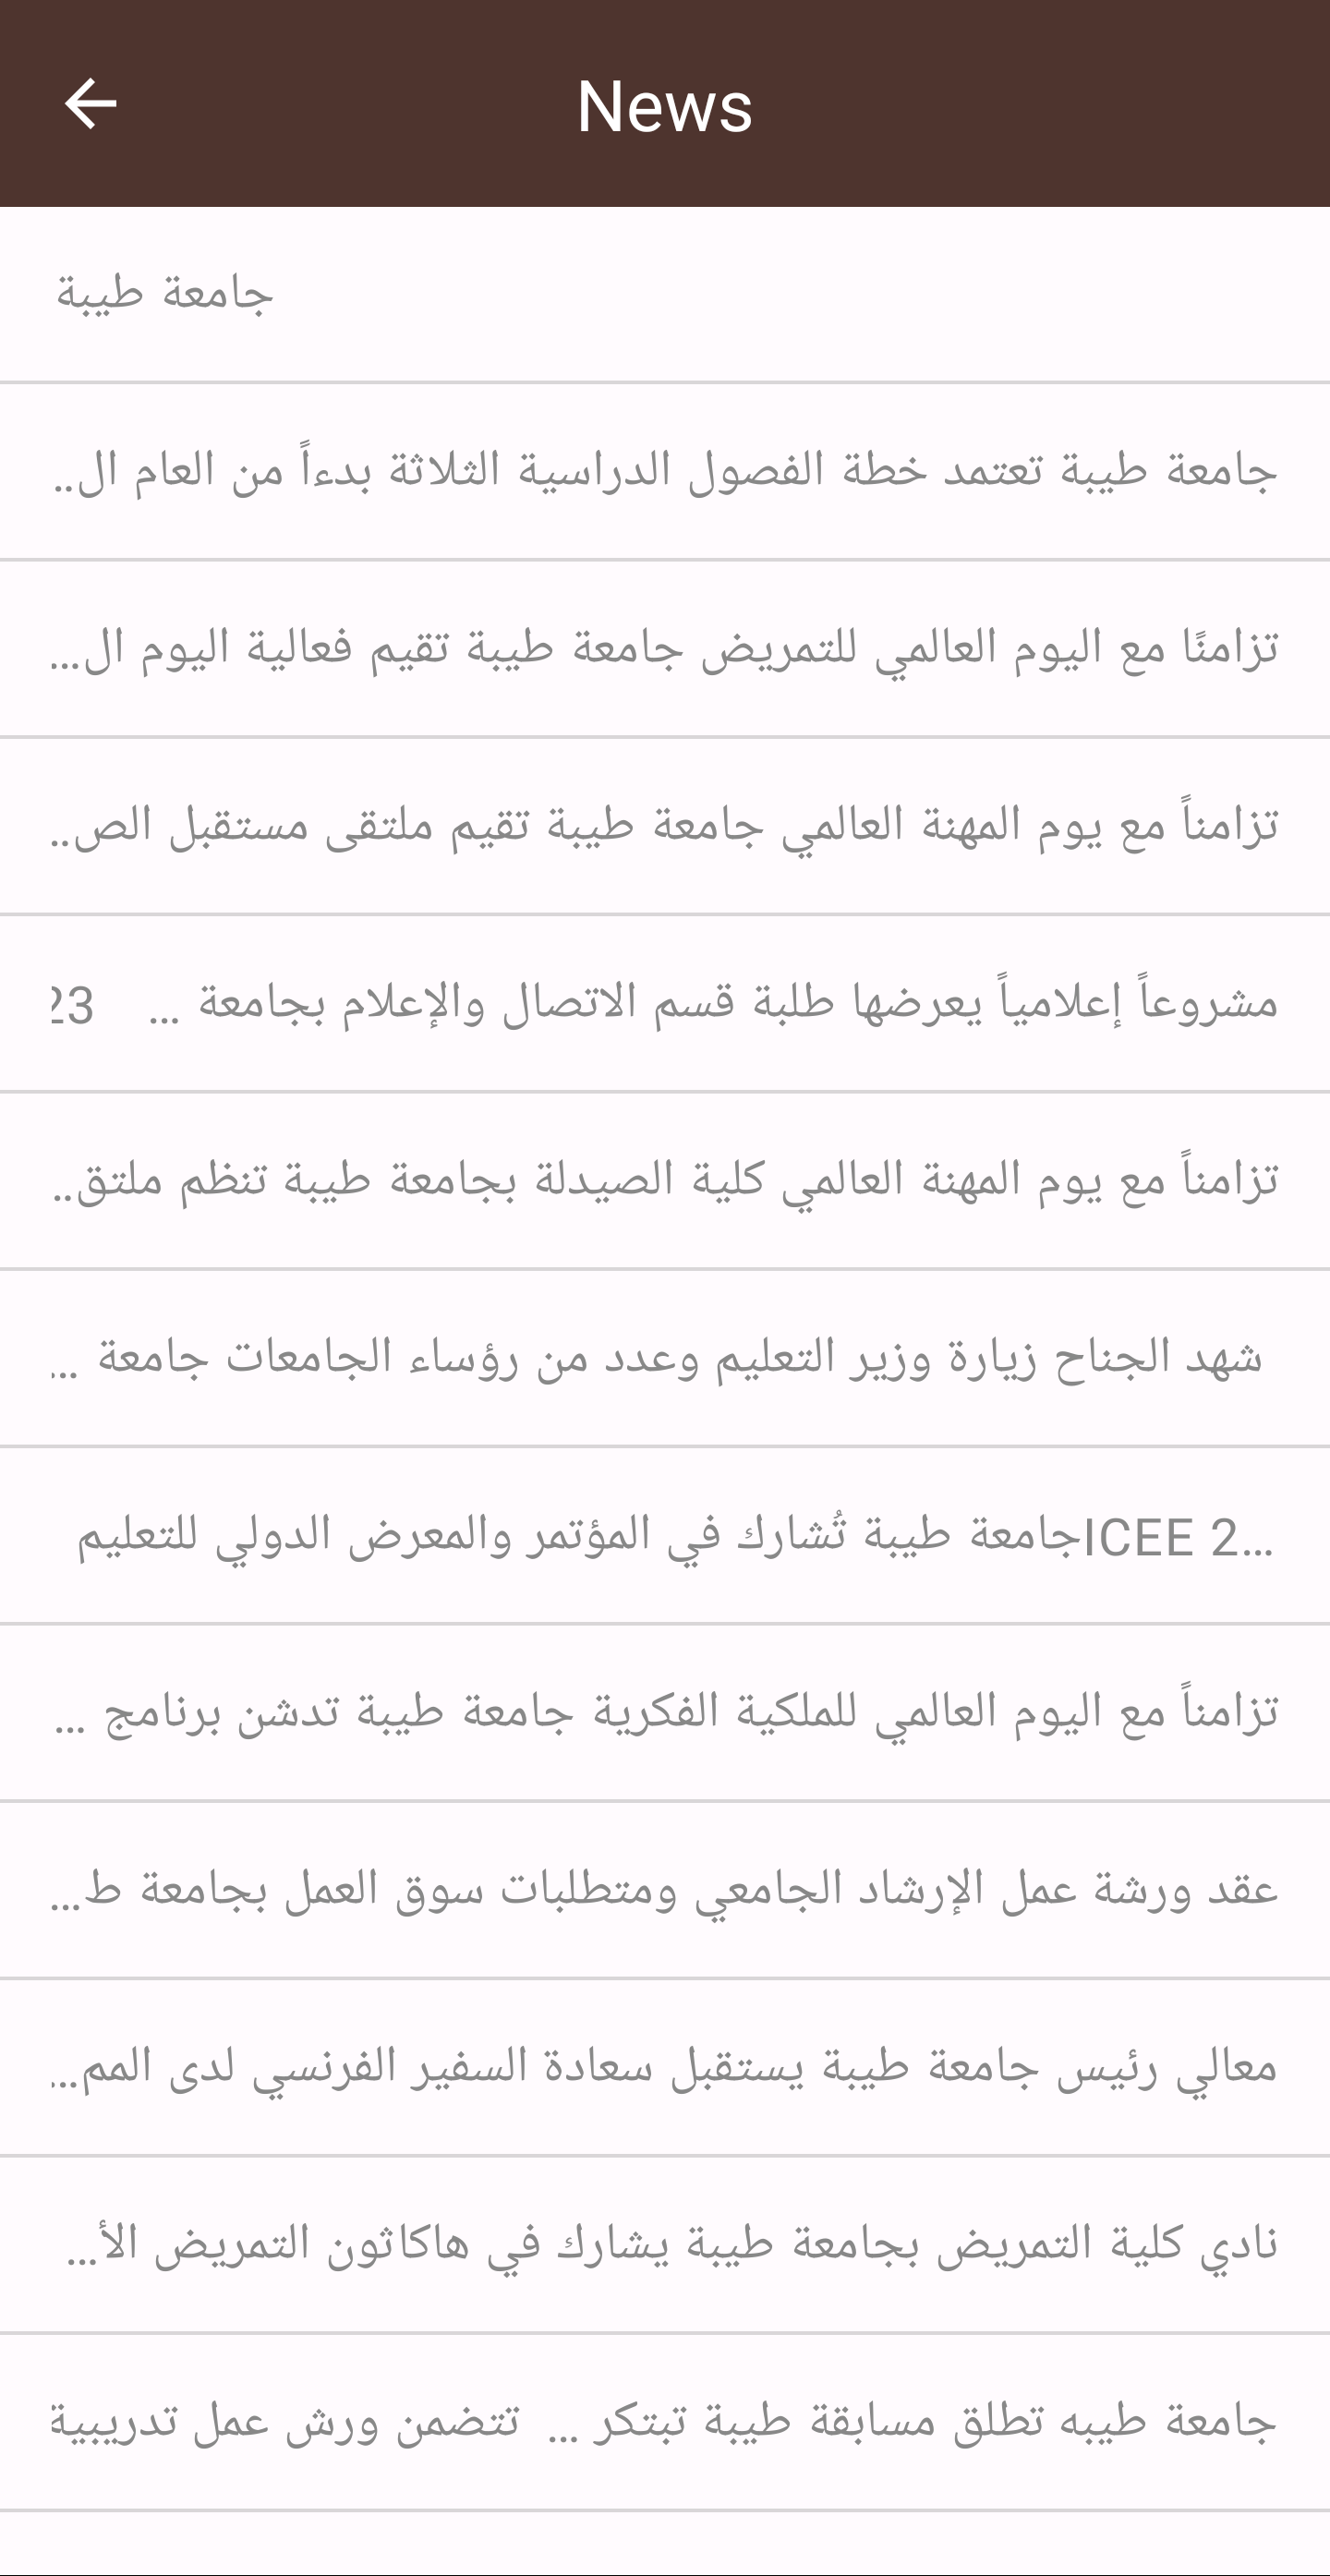 News
جامعة طيبة
جامعة طيبة تعتمد خطة الفصول الدراسية الثلاثة بدءاً من العام ال..
تزامنًا مع اليوم العالمي للتمريض جامعة طيبة تقيم فعالية اليوم ال...
تزامناً مع يوم المهنة العالمي جامعة طيبة تقيم ملتقى مستقبل الص..
23 مشروعاً إعلامياً يعرضها طلبة قسم الاتصال والإعلام بجامعة ...
تزامناً مع يوم المهنة العالمي كلية الصيدلة بجامعة طيبة تنظم ملتق..
شهد الجناح زيارة وزير التعليم وعدد من رؤساء الجامعات جامعة ...
جامعة طيبة تُشارك في المؤتمر والمعرض الدولي للتعليم ICEE 2...
تزامناً مع اليوم العالمي للملكية الفكرية جامعة طيبة تدشن برنامج ...
عقد ورشة عمل الإرشاد الجامعي ومتطلبات سوق العمل بجامعة ط...
معالي رئيس جامعة طيبة يستقبل سعادة السفير الفرنسي لدى المم...
نادي كلية التمريض بجامعة طيبة يشارك في هاكاثون التمريض الأ...
جامعة طيبه تطلق مسابقة طيبة تبتكر ... تتضمن ورش عمل تدريبية